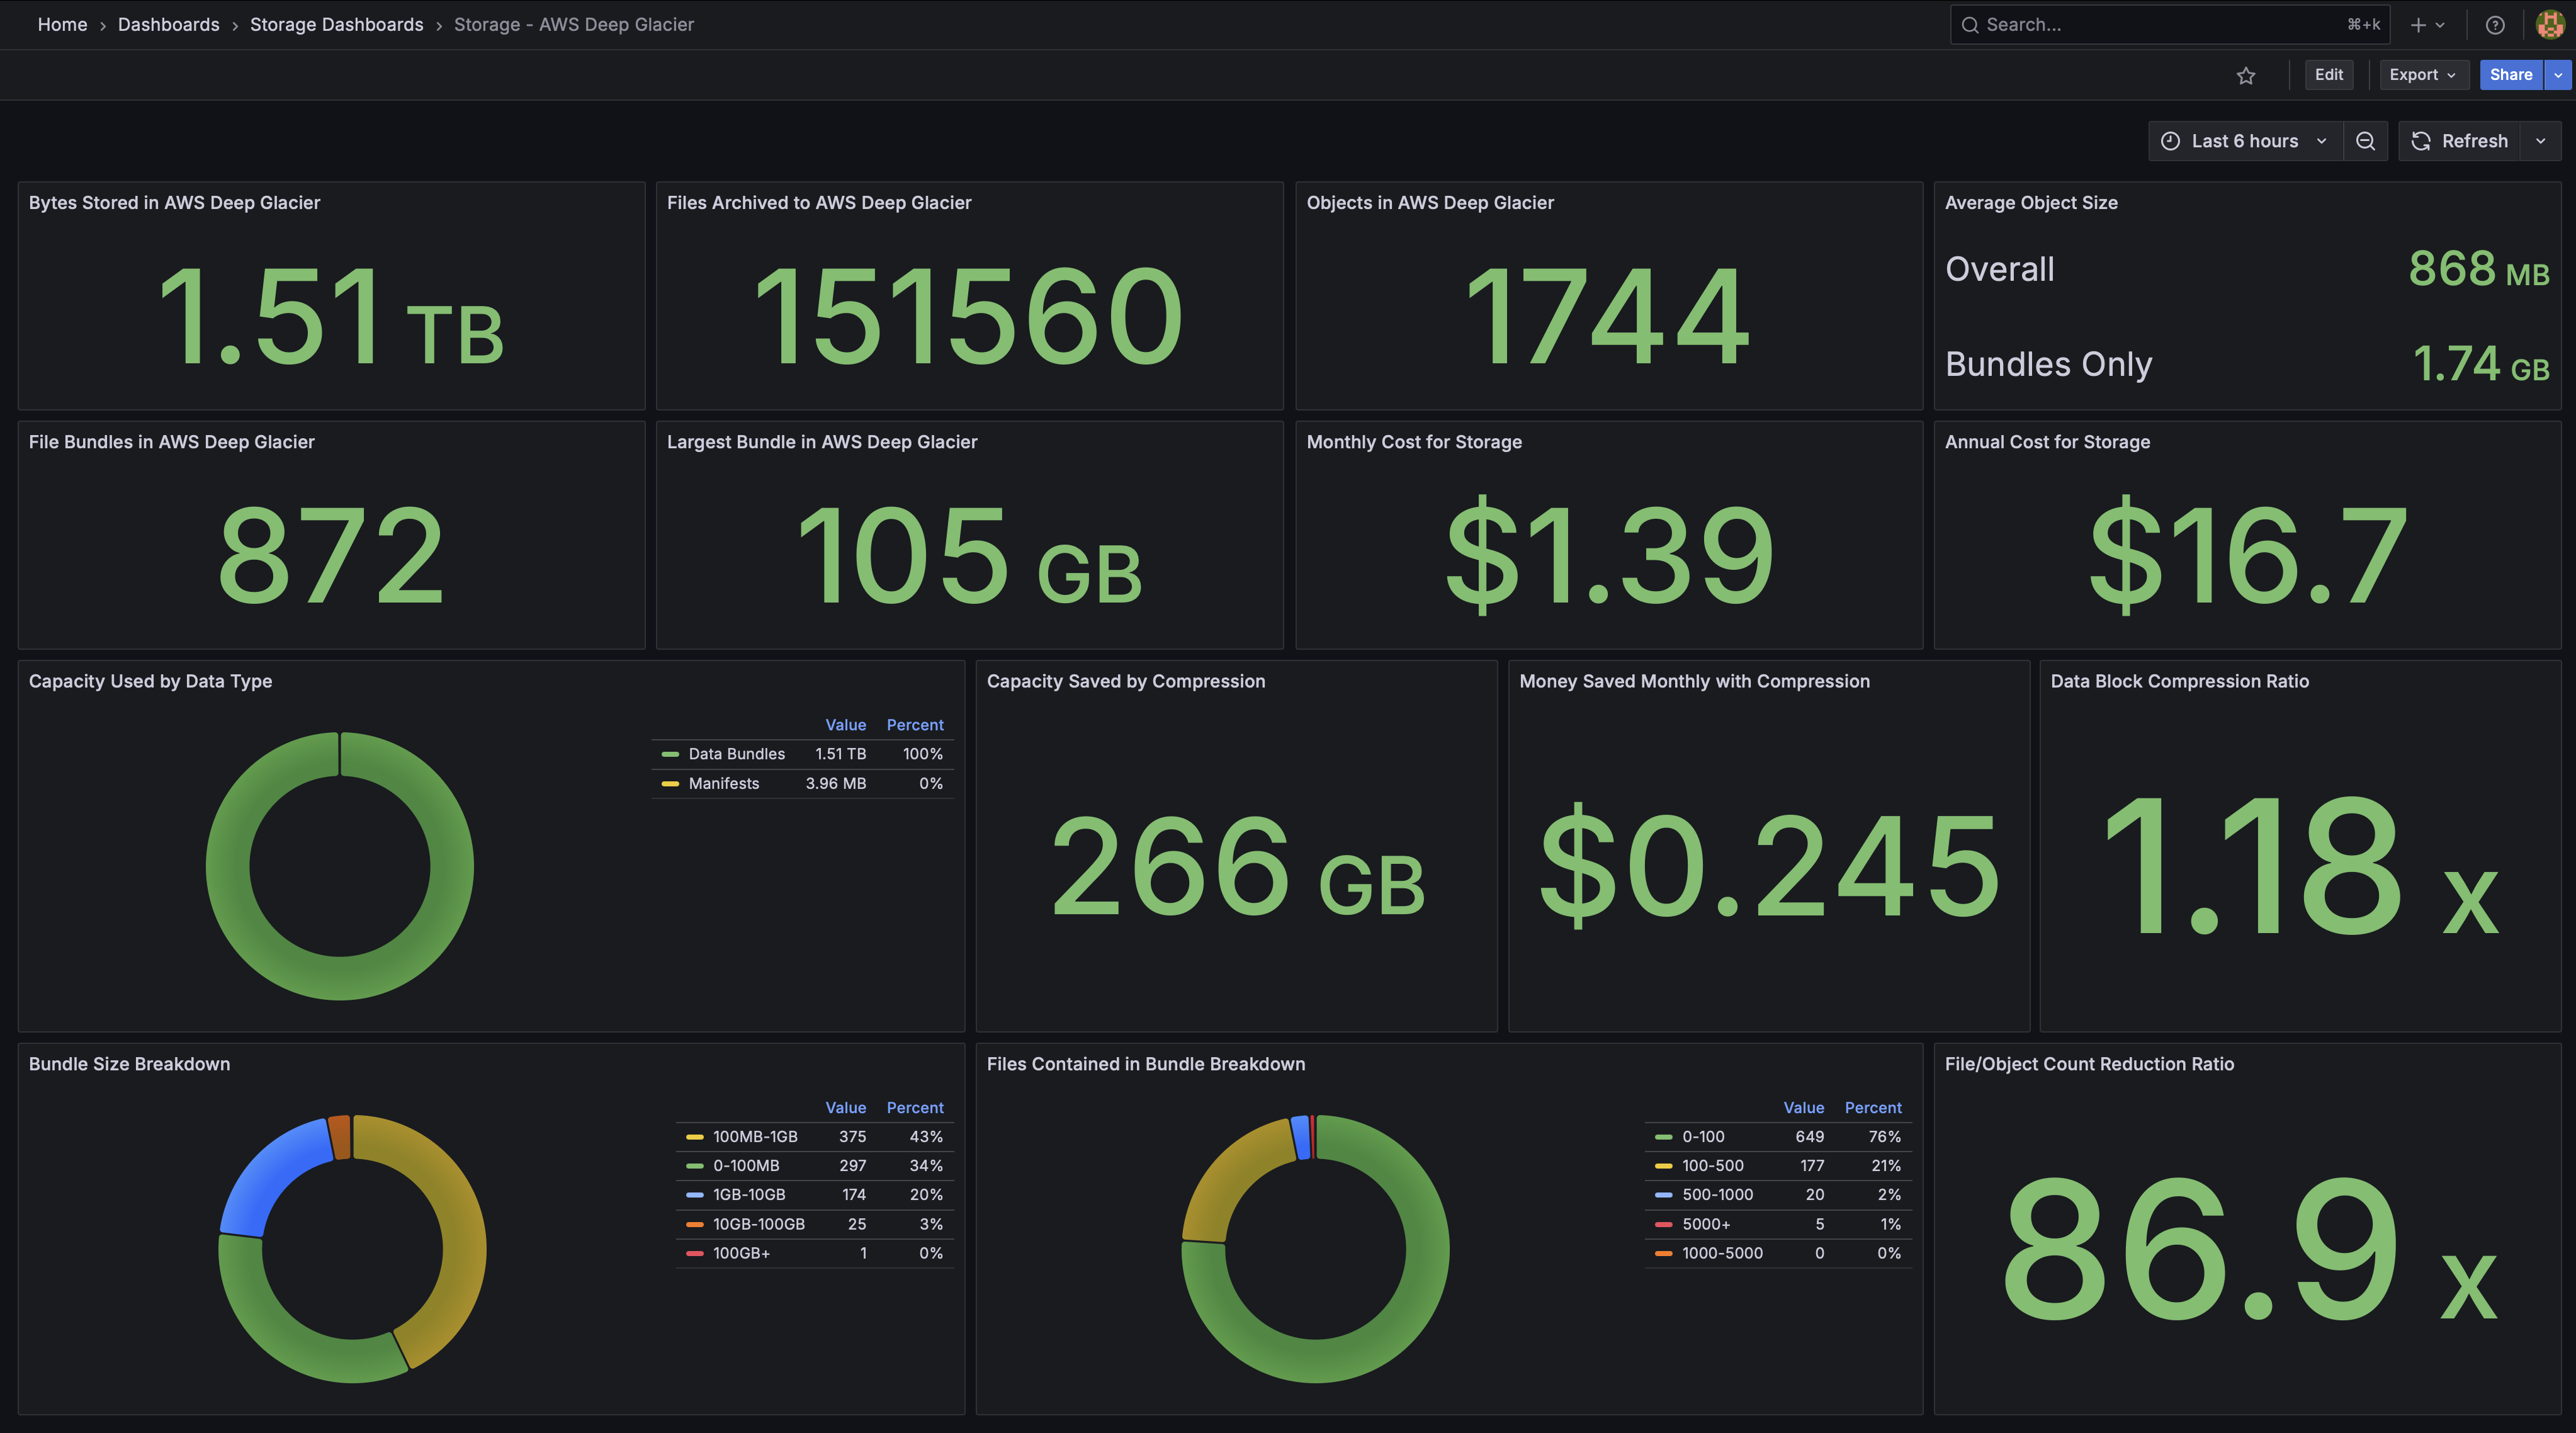 Home › Dashboards › Storage Dashboards › Storage - AWS Deep Glacier
Search... ⌘+k
Edit Export Share
Last 6 hours Refresh
Bytes Stored in AWS Deep Glacier
1.51 TB
Files Archived to AWS Deep Glacier
151560
Objects in AWS Deep Glacier
1744
Average Object Size
Overall 868 MB
Bundles Only 1.74 GB
File Bundles in AWS Deep Glacier
872
Largest Bundle in AWS Deep Glacier
105 GB
Monthly Cost for Storage
$1.39
Annual Cost for Storage
$16.7
Capacity Used by Data Type
Value Percent
Data Bundles 1.51 TB 100%
Manifests 3.96 MB 0%
Capacity Saved by Compression
266 GB
Money Saved Monthly with Compression
$0.245
Data Block Compression Ratio
1.18 x
Bundle Size Breakdown
Value Percent
100MB-1GB 375 43%
0-100MB 297 34%
1GB-10GB 174 20%
10GB-100GB 25 3%
100GB+ 1 0%
Files Contained in Bundle Breakdown
Value Percent
0-100 649 76%
100-500 177 21%
500-1000 20 2%
5000+ 5 1%
1000-5000 0 0%
File/Object Count Reduction Ratio
86.9 x